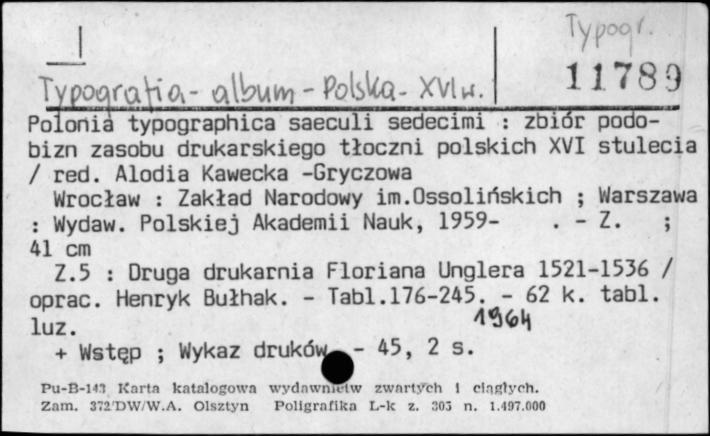 Typogr.
11789
Typografia - album - Polska - XVI w.
Polonia typographica saeculi sedecimi : zbiór podo-
bizn zasobu drukarskiego tłoczni polskich XVI stulecia
/ red. Alodia Kawecka -Gryczowa
Wrocław : Zakład Narodowy im.Ossolińskich ; Warszawa
: Wydaw. Polskiej Akademii Nauk, 1959- . - Z. ;
41 cm
Z.5 : Druga drukarnia Floriana Unglera 1521-1536 /
oprac. Henryk Bułhak. - Tabl.176-245. - 62 k. tabl.
luz. 1964
+ Wstęp ; Wykaz druków. - 45, 2 s.
Pu-B-143 Karta katalogowa wydawnictw zwartych i ciągłych.
Zam. 372/DW/W.A. Olsztyn Poligrafika L-k z. 305 n. 1.497.000